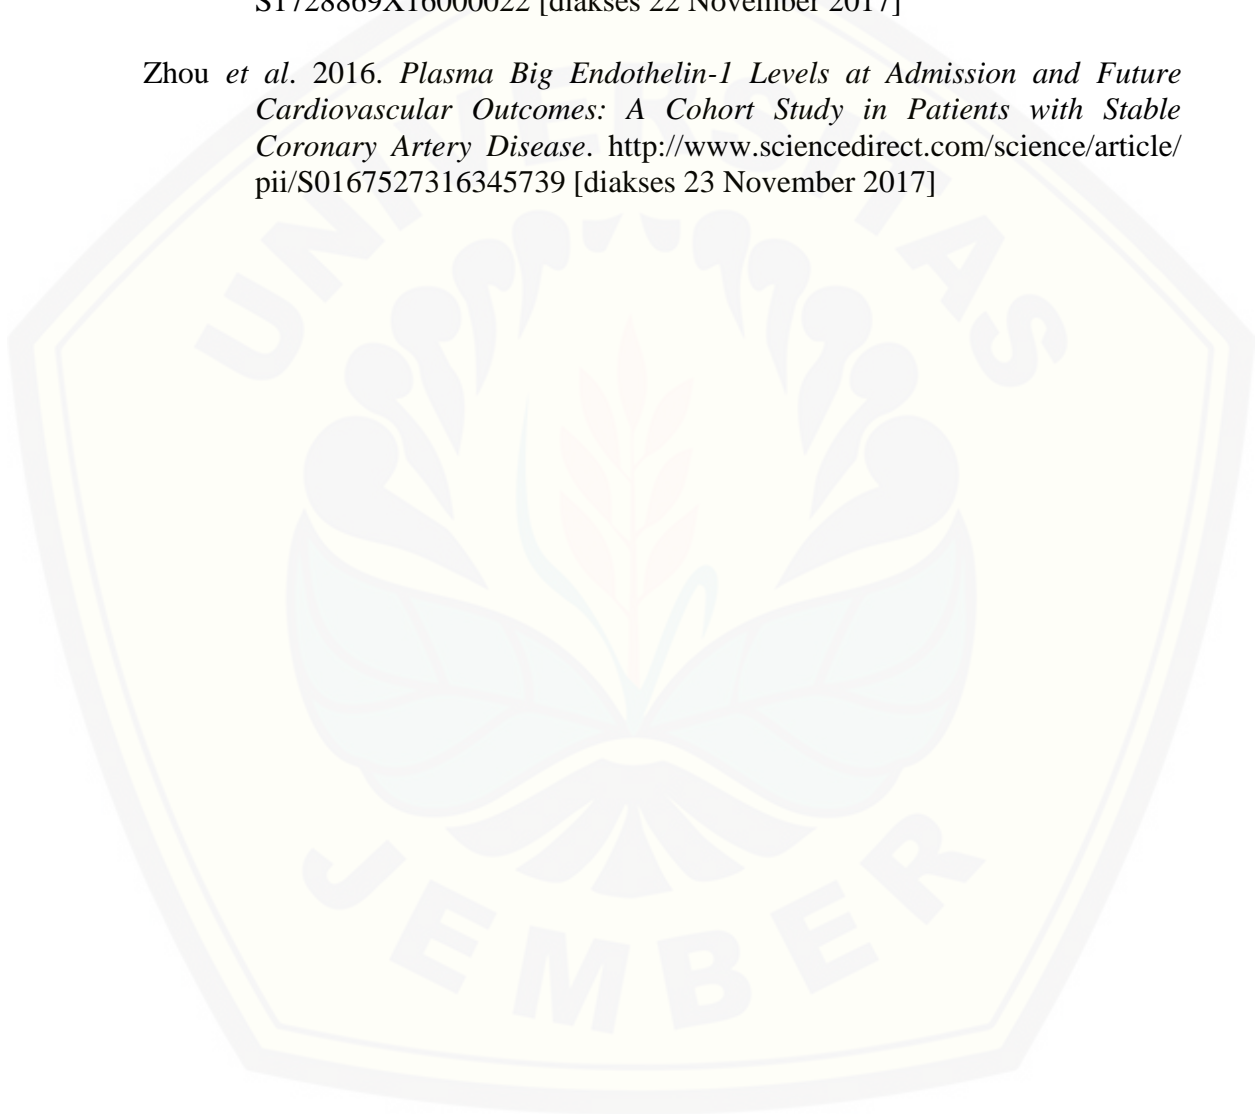 S1728869X16000022 [diakses 22 November 2017]
Zhou et al. 2016. Plasma Big Endothelin-1 Levels at Admission and Future
Cardiovascular Outcomes: A Cohort Study in Patients with Stable
Coronary Artery Disease. http://www.sciencedirect.com/science/article/
pii/S0167527316345739 [diakses 23 November 2017]
UNIVERSITAS
JEMBER